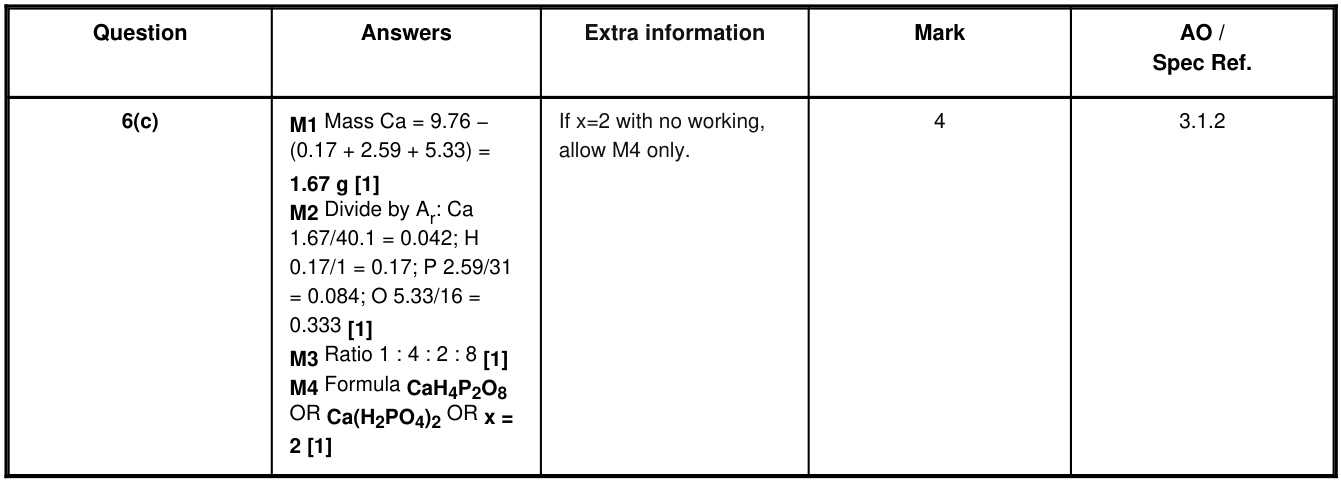 Question Answers Extra information Mark AO /
Spec Ref.
6(c)
M1 Mass Ca = 9.76 −
(0.17 + 2.59 + 5.33) =
1.67 g [1]
M2 Divide by Aᵣ: Ca
1.67/40.1 = 0.042; H
0.17/1 = 0.17; P 2.59/31
= 0.084; O 5.33/16 =
0.333 [1]
M3 Ratio 1 : 4 : 2 : 8 [1]
M4 Formula CaH₄P₂O₈
OR Ca(H₂PO₄)₂ OR x =
2 [1]
If x=2 with no working,
allow M4 only.
4
3.1.2